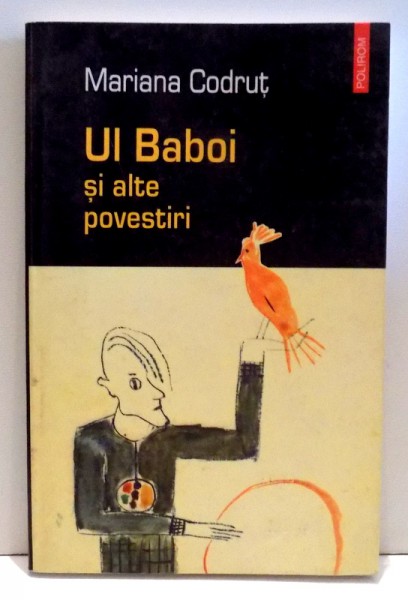 POLIROM
Mariana Codruț
Ul Baboi
și alte
povestiri